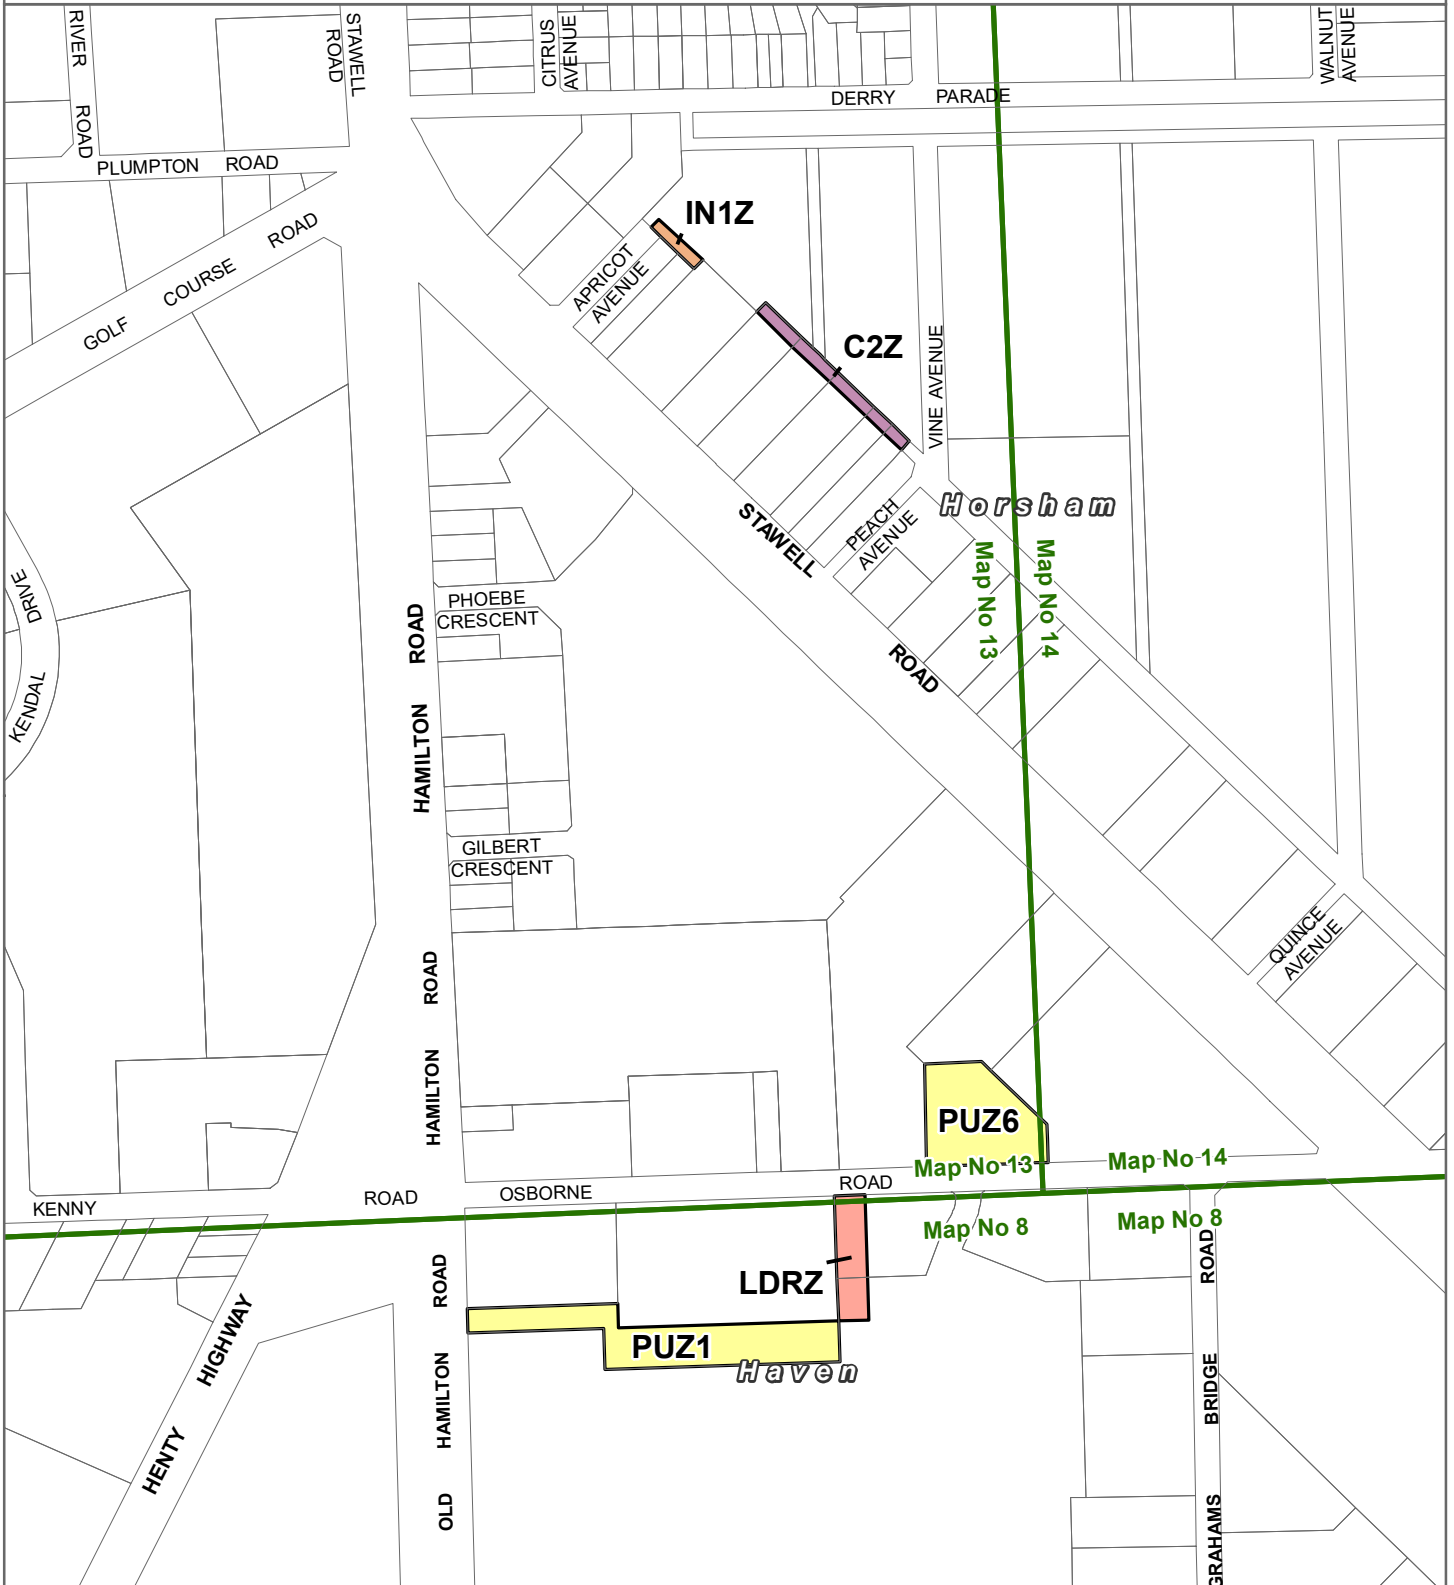 RIVER
ROAD
STAWELL
ROAD
CITRUS
AVENUE
WALNUT
AVENUE
DERRY PARADE
PLUMPTON ROAD
GOLF COURSE ROAD
IN1Z
APRICOT
AVENUE
C2Z
VINE AVENUE
Horsham
PEACH
AVENUE
STAWELL ROAD
Map No 13
Map No 14
KENDAL DRIVE
PHOEBE
CRESCENT
HAMILTON ROAD
GILBERT
CRESCENT
QUINCE
AVENUE
HAMILTON ROAD
PUZ6
Map No 13
Map No 14
KENNY ROAD
OSBORNE ROAD
Map No 8
Map No 8
LDRZ
PUZ1
Haven
HENTY HIGHWAY
OLD HAMILTON ROAD
GRAHAMS BRIDGE ROAD